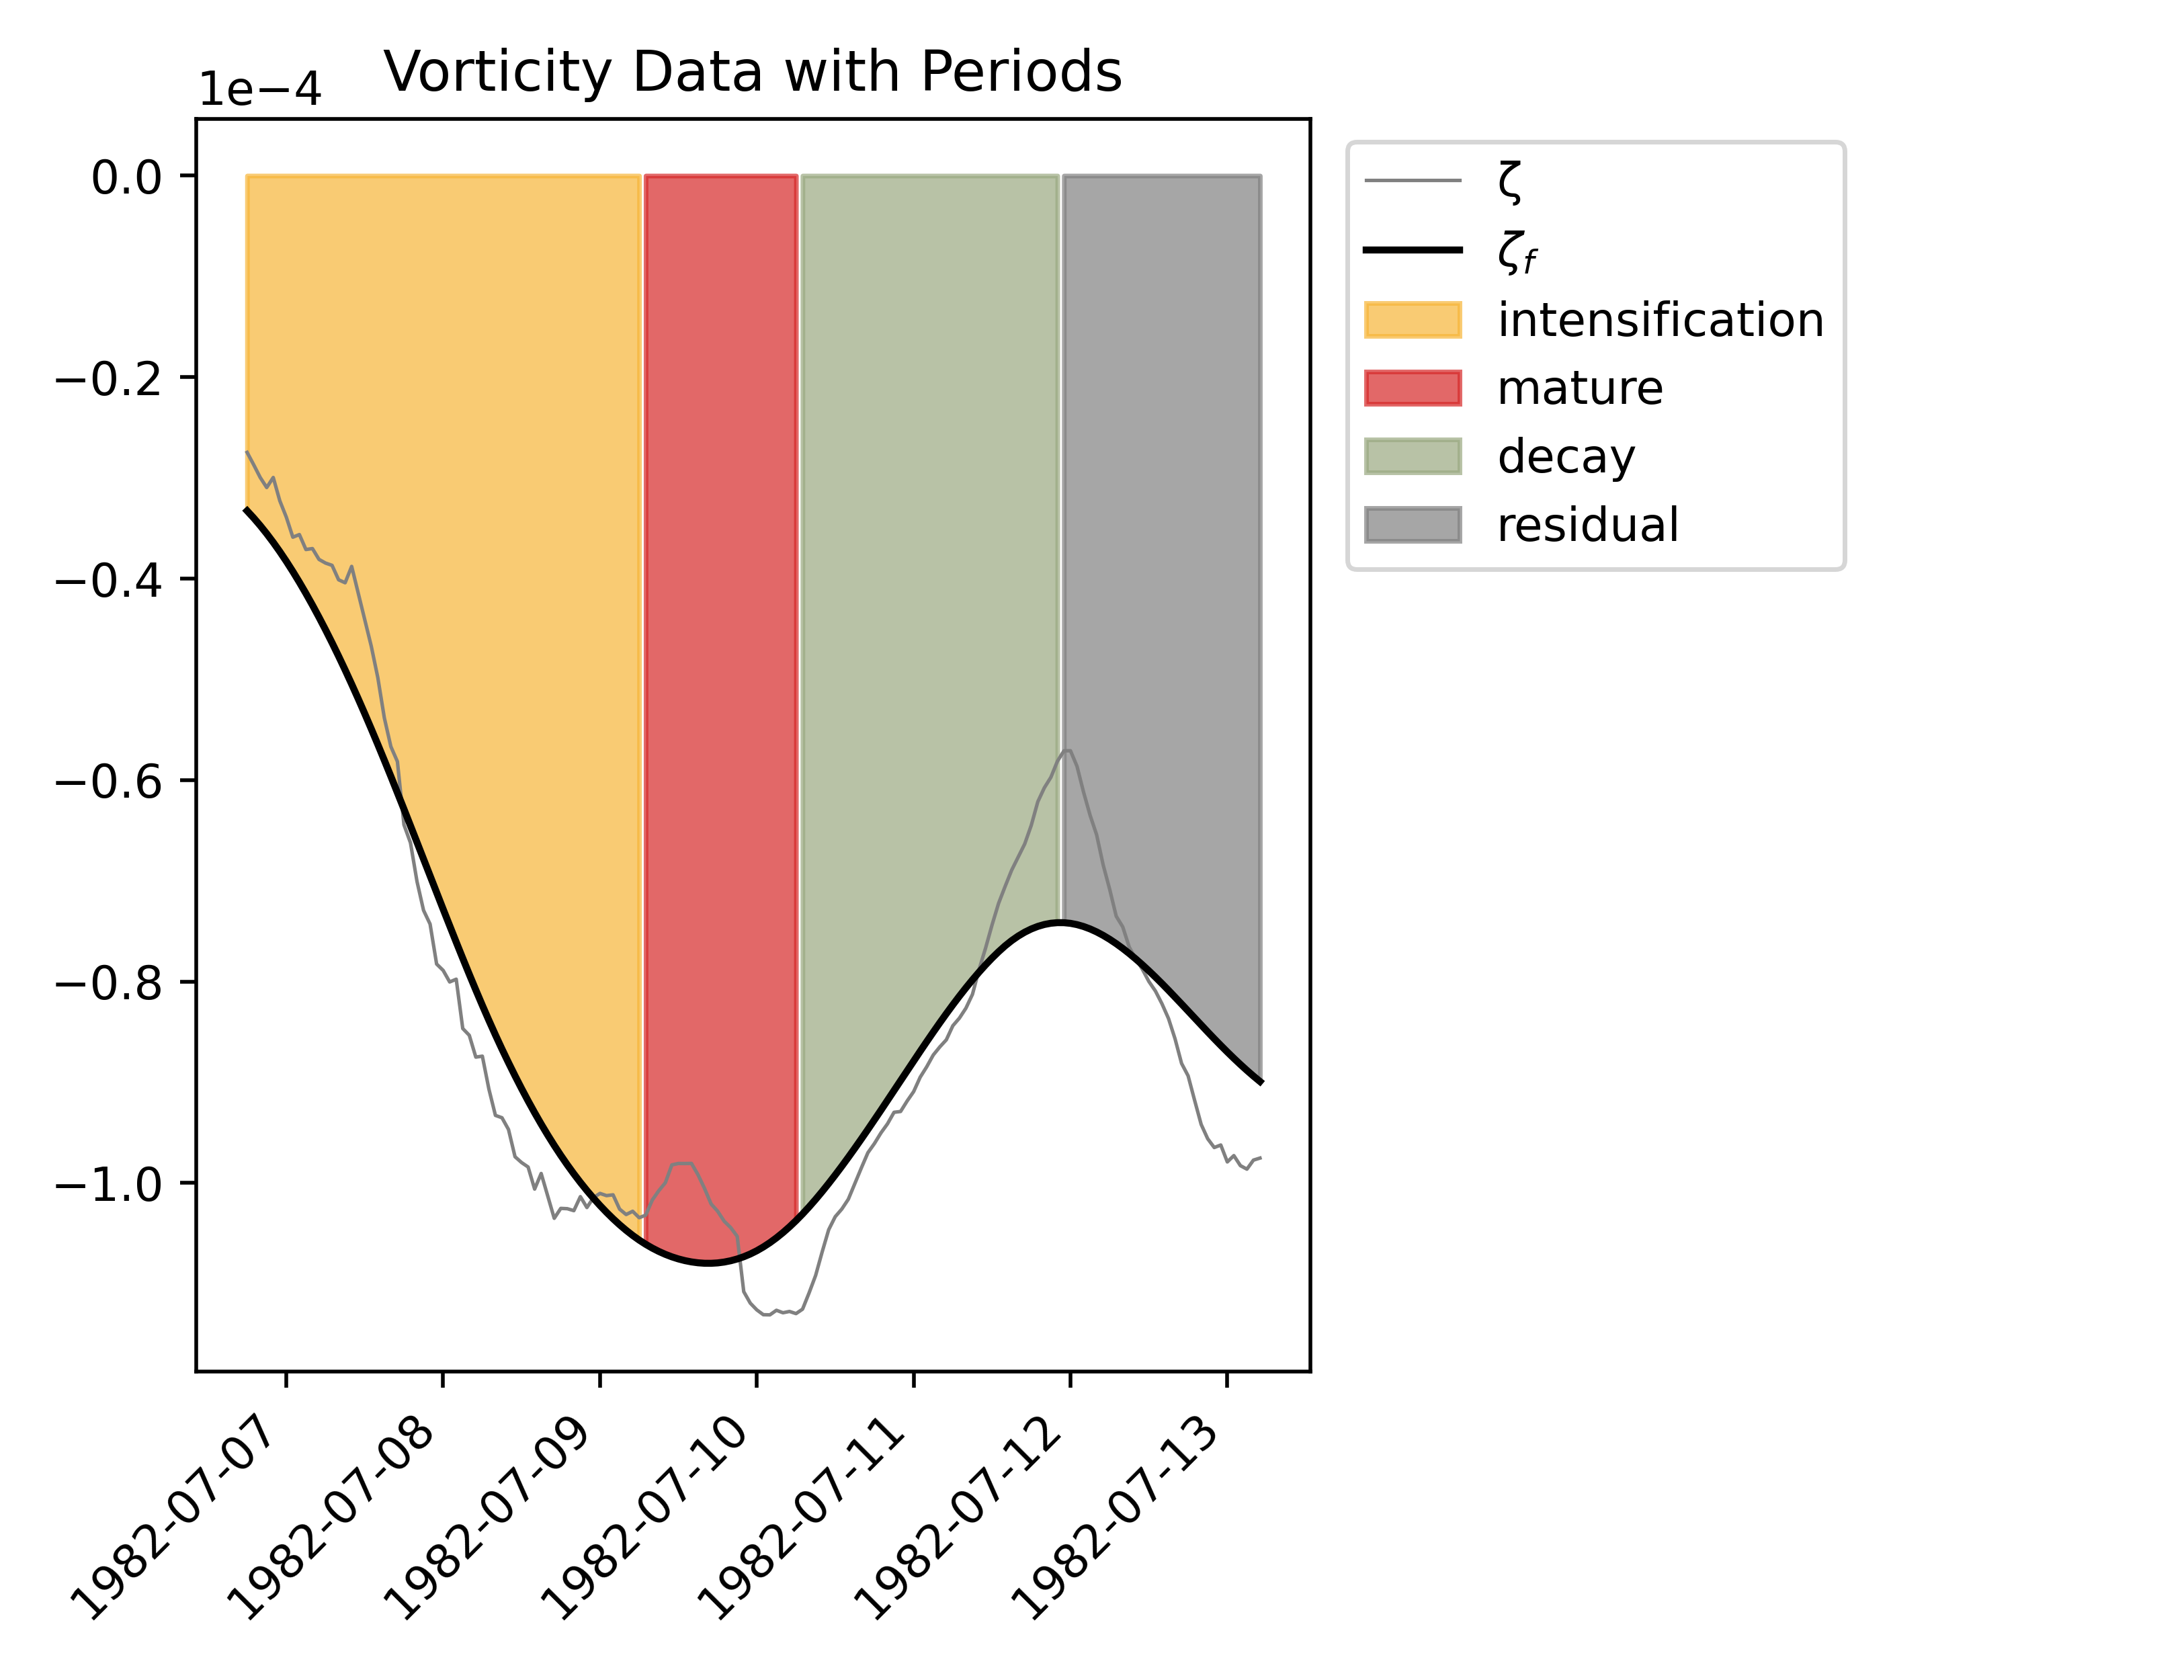 Vorticity Data with Periods
1e−4
0.0
−0.2
−0.4
−0.6
−0.8
−1.0
1982-07-07
1982-07-08
1982-07-09
1982-07-10
1982-07-11
1982-07-12
1982-07-13
ζ
ζf
intensification
mature
decay
residual